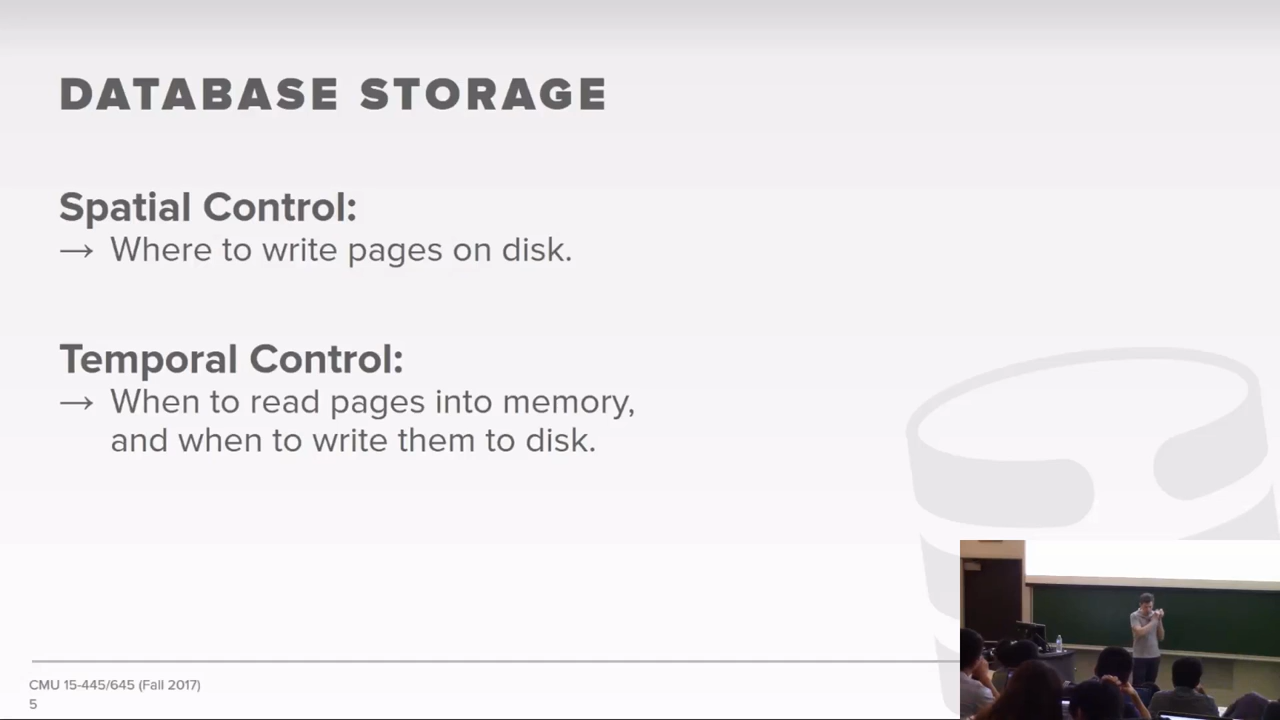 DATABASE STORAGE
Spatial Control:
→ Where to write pages on disk.
Temporal Control:
→ When to read pages into memory,
and when to write them to disk.
CMU 15-445/645 (Fall 2017)
5